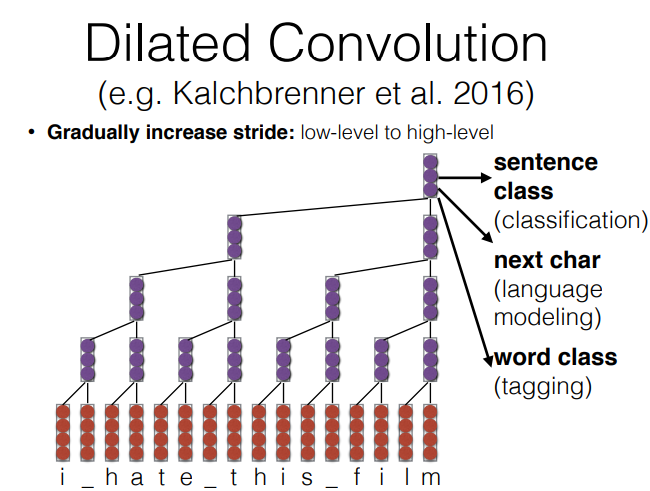 Dilated Convolution
(e.g. Kalchbrenner et al. 2016)
• Gradually increase stride: low-level to high-level
sentence
class
(classification)
next char
(language
modeling)
word class
(tagging)
i _ h a t e _ t h i s _ f i l m